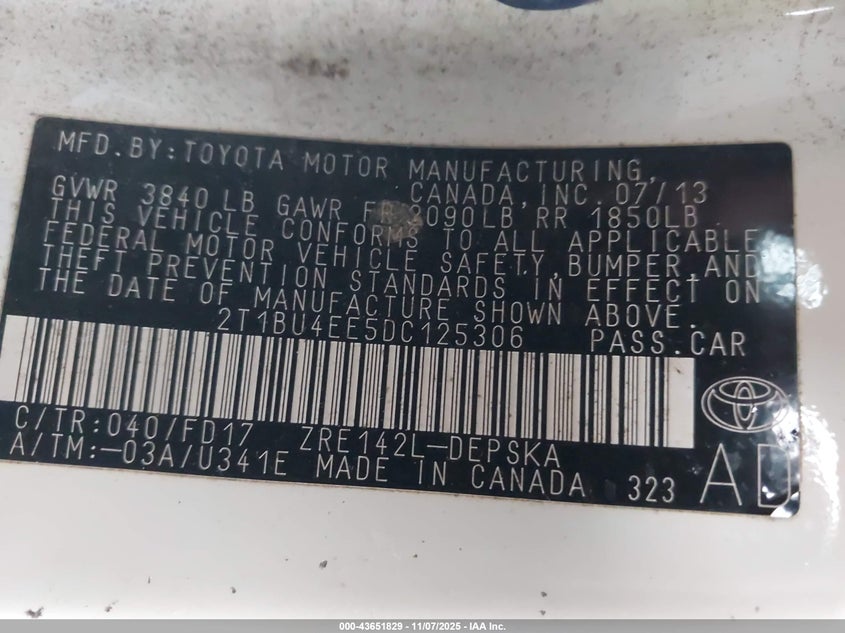 MFD.BY:TOYOTA MOTOR MANUFACTURING,
CANADA,INC. 07/13
GVWR 3840 LB GAWR FR 2090LB RR 1850LB
THIS VEHICLE CONFORMS TO ALL APPLICABLE
FEDERAL MOTOR VEHICLE SAFETY,BUMPER,AND
THEFT PREVENTION STANDARDS IN EFFECT ON
THE DATE OF MANUFACTURE SHOWN ABOVE.
2T1BU4EE5DC125306 PASS.CAR
C/TR:040/FD17 ZRE142L-DEPSKA
A/TM:-03A/U341E MADE IN CANADA 323 AD
000-43651829 - 11/07/2025 - IAA Inc.